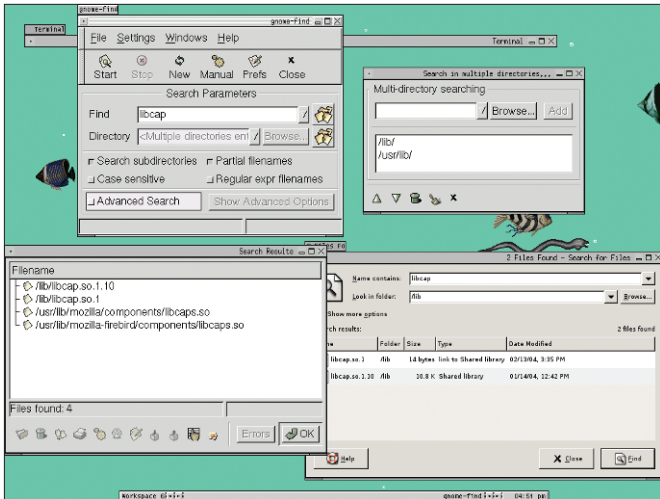 gnome-find
gnome-find
Terminal
Terminal
File Settings Windows Help
Start Stop New Manual Prefs Close
Search Parameters
Find libcap
Directory <Multiple directories ent Browse...
Search subdirectories Partial filenames
Case sensitive Regular expr filenames
Advanced Search Show Advanced Options
Search in multiple directories...
Multi-directory searching
Browse... Add
/lib/
/usr/lib/
Search Results
Filename
/lib/libcap.so.1.10
/lib/libcap.so.1
/usr/lib/mozilla/components/libcaps.so
/usr/lib/mozilla-firebird/components/libcaps.so
Files found: 4
Errors OK
2 Files Found - Search for Files
Name contains: libcap
Look in folder: /lib Browse...
Show more options
rch results: 2 files found
me Folder Size Type Date Modified
libcap.so.1 /lib 14 bytes link to Shared library 02/13/04, 3:35 PM
libcap.so.1.10 /lib 10.8 K Shared library 01/14/04, 12:42 PM
Help Close Find
Workspace
gnome-find 04:51 pm